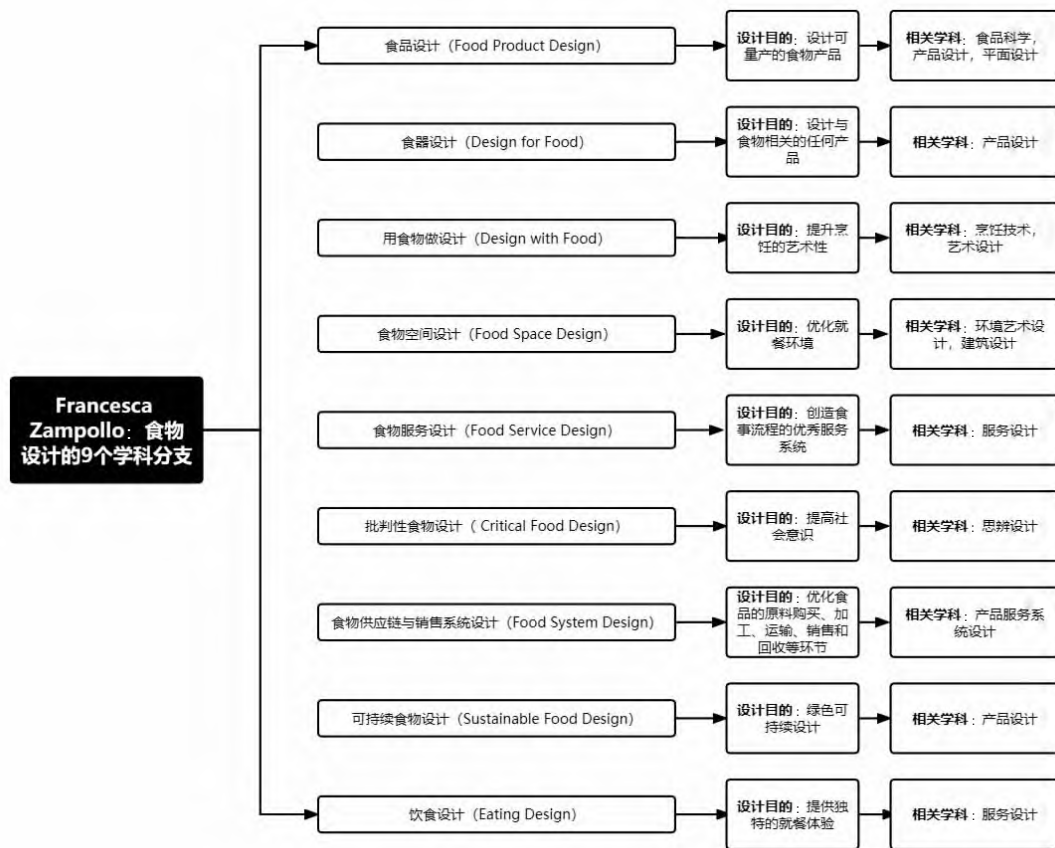 食品设计（Food Product Design）
设计目的：设计可
量产的食物产品
相关学科：食品科学，
产品设计，平面设计
食器设计（Design for Food）
设计目的：设计与
食物相关的任何产
品
相关学科：产品设计
用食物做设计（Design with Food）
设计目的：提升烹
饪的艺术性
相关学科：烹饪技术，
艺术设计
食物空间设计（Food Space Design）
设计目的：优化就
餐环境
相关学科：环境艺术设
计，建筑设计
Francesca
Zampollo：食物
设计的9个学科分支
食物服务设计（Food Service Design）
设计目的：创造食
事流程的优秀服务
系统
相关学科：服务设计
批判性食物设计（ Critical Food Design）
设计目的：提高社
会意识
相关学科：思辨设计
食物供应链与销售系统设计（Food System Design）
设计目的：优化食
品的原料购买、加
工、运输、销售和
回收等环节
相关学科：产品服务系
统设计
可持续食物设计（Sustainable Food Design）
设计目的：绿色可
持续设计
相关学科：产品设计
饮食设计（Eating Design）
设计目的：提供独
特的就餐体验
相关学科：服务设计